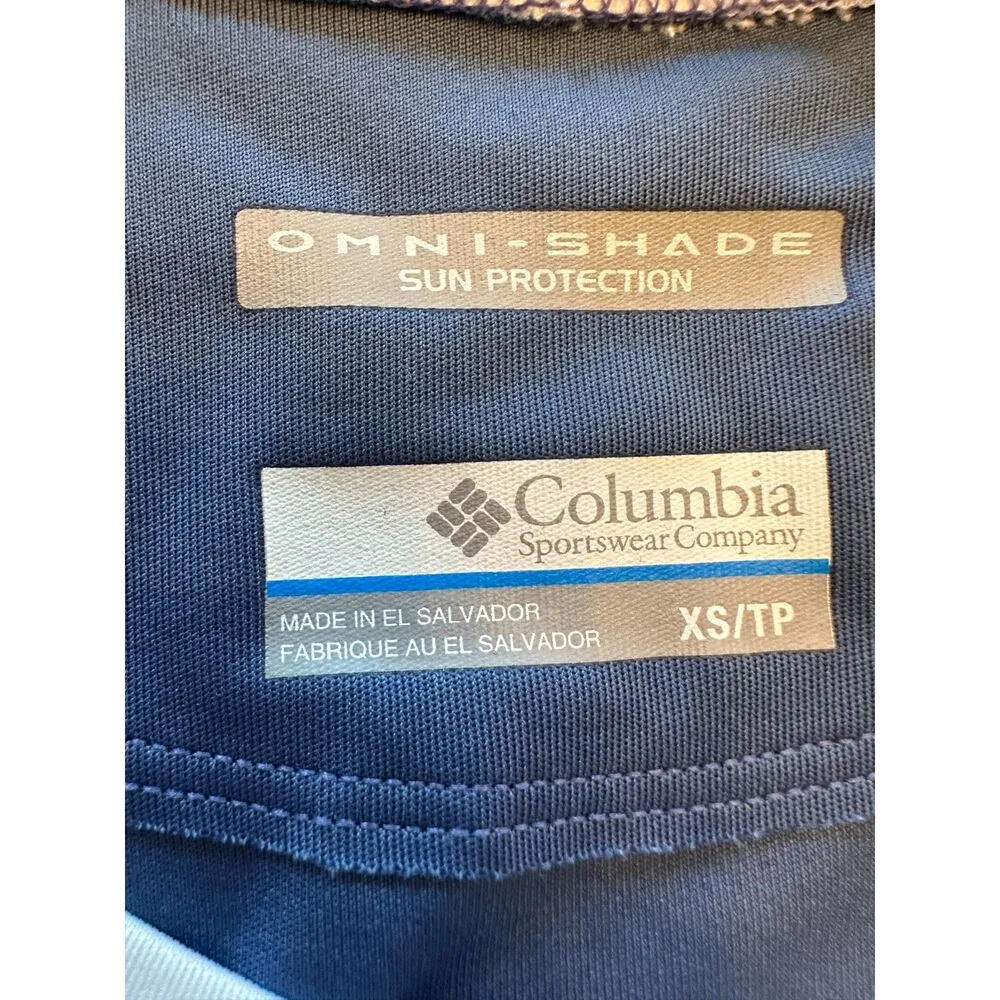 OMNI-SHADE
SUN PROTECTION
Columbia
Sportswear Company
MADE IN EL SALVADOR
FABRIQUE AU EL SALVADOR
XS/TP